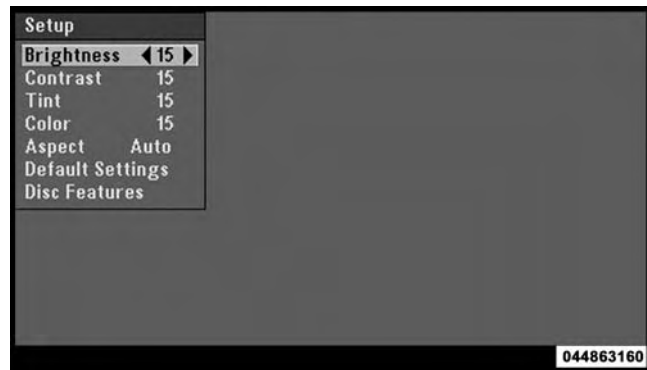 Setup
Brightness ◀ 15 ▶
Contrast 15
Tint 15
Color 15
Aspect Auto
Default Settings
Disc Features
044863160